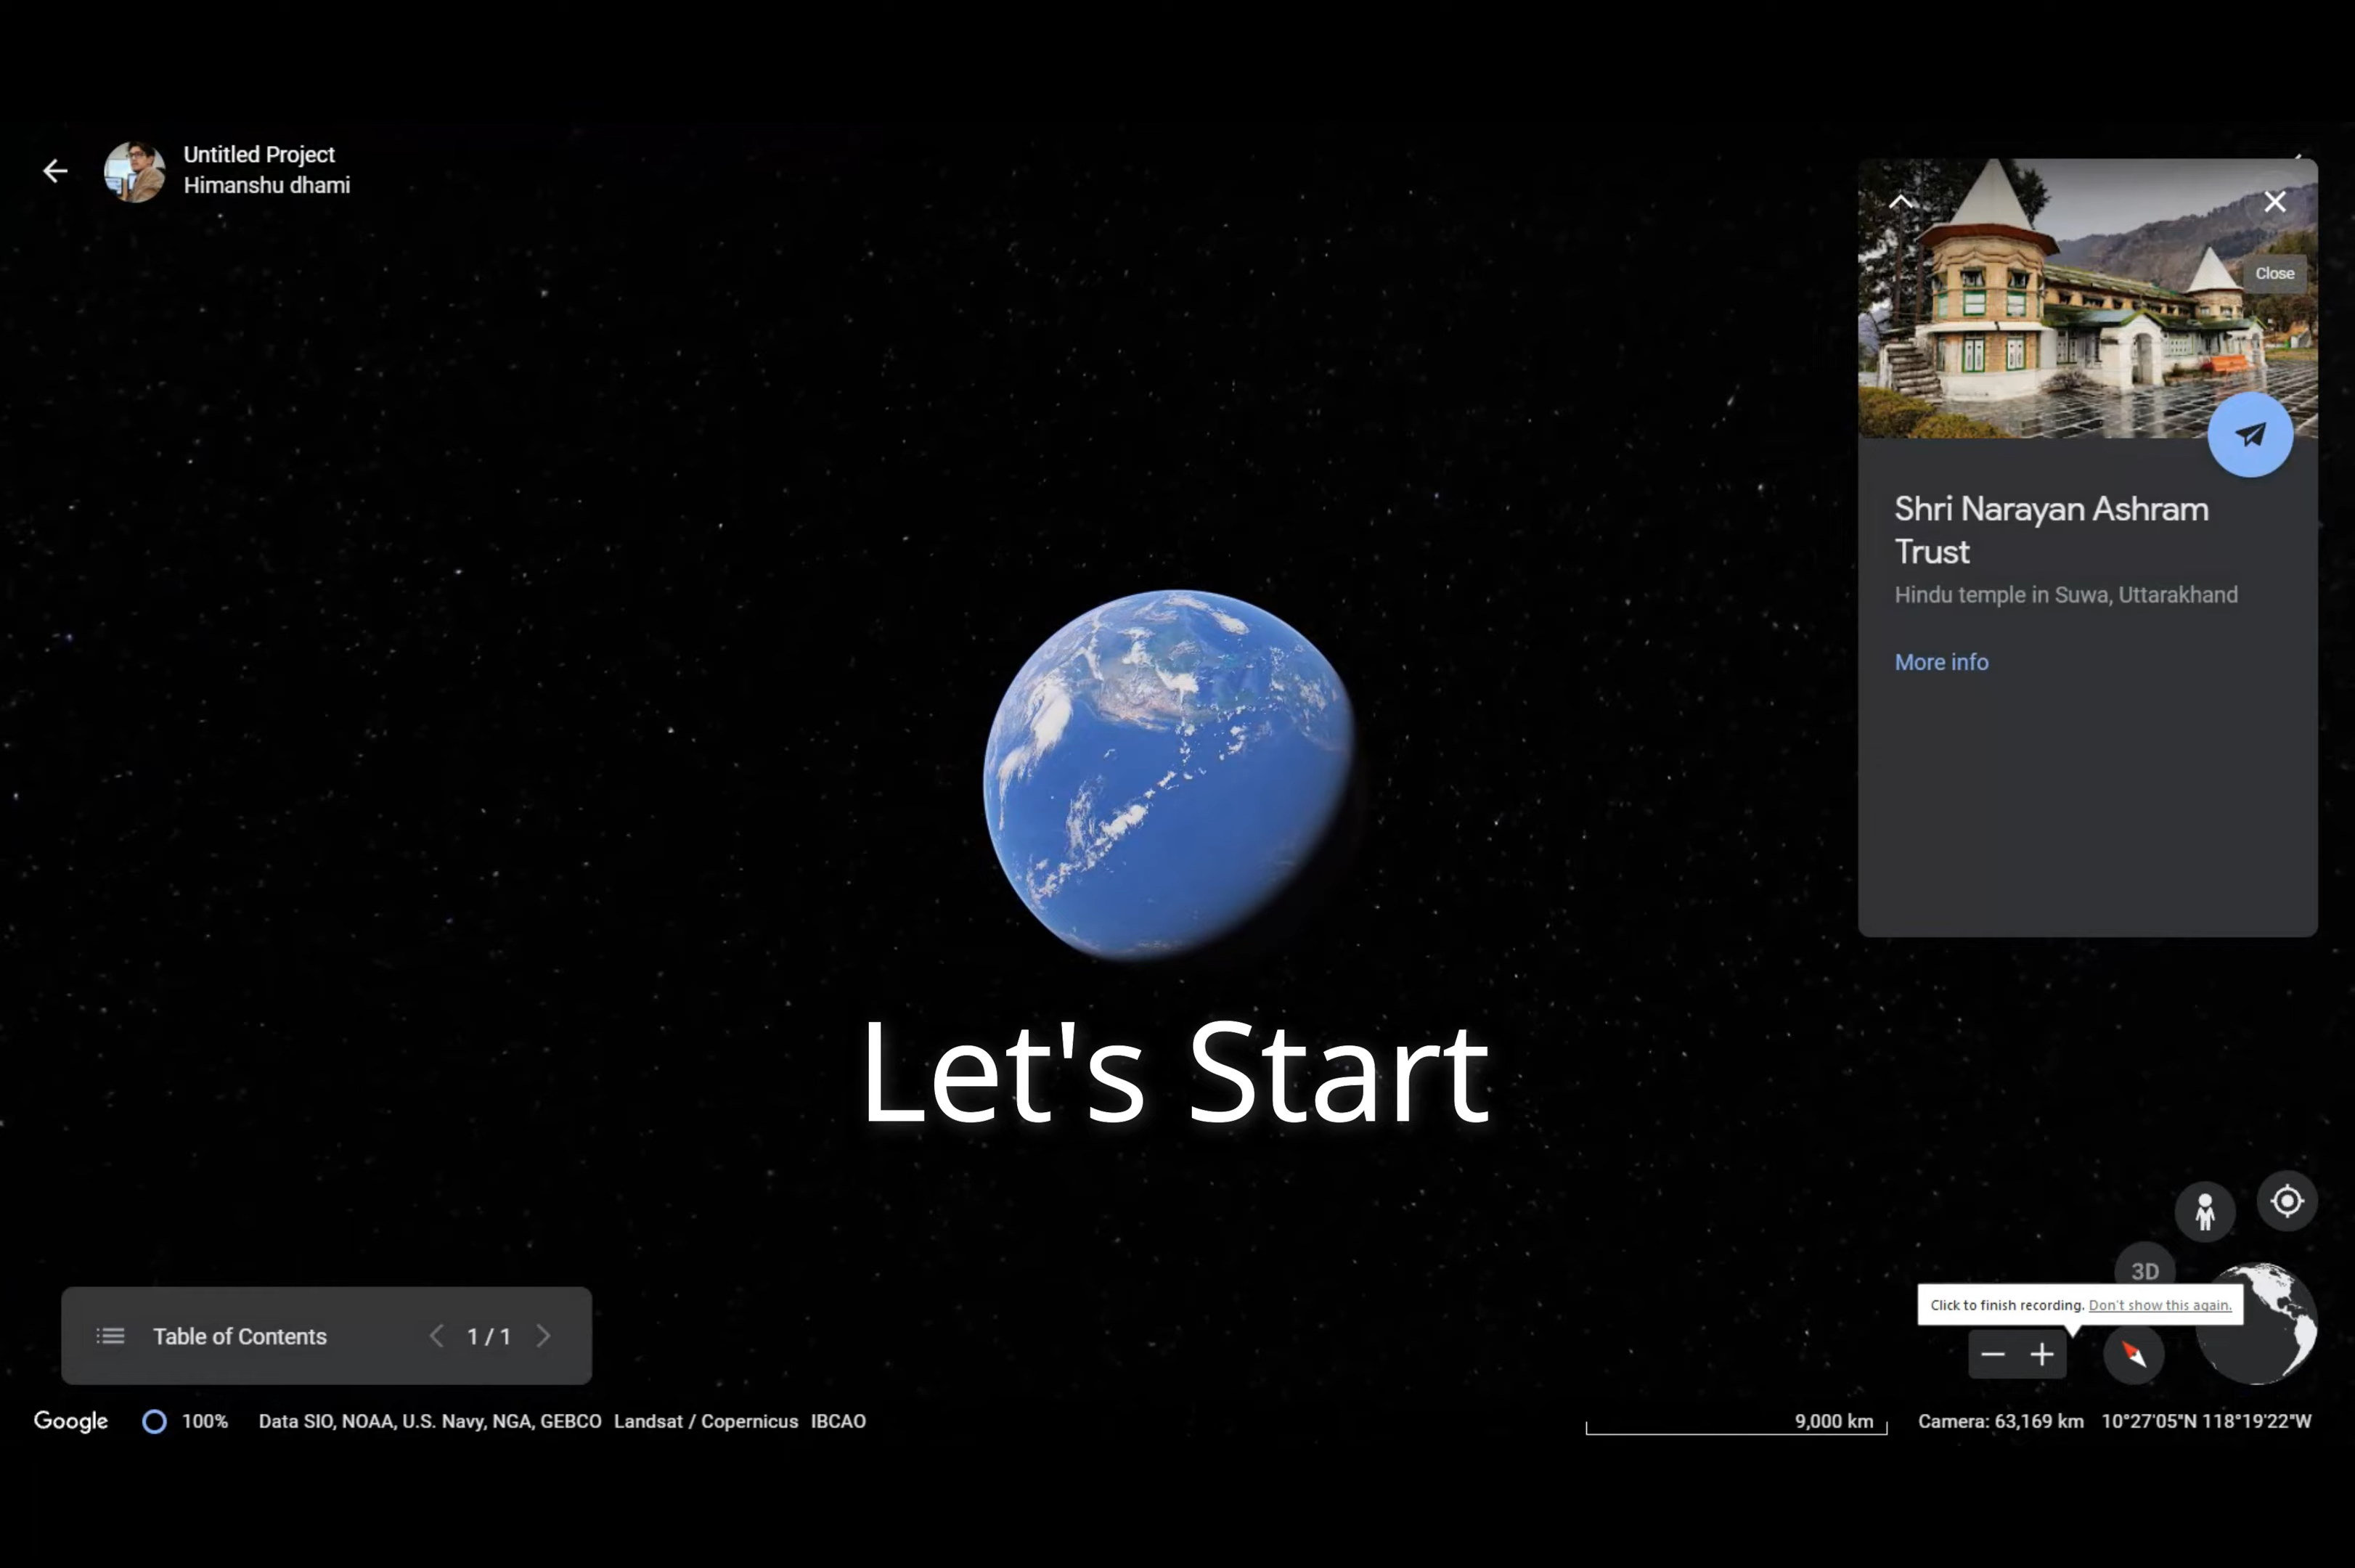 Untitled Project
Himanshu dhami
Close
Shri Narayan Ashram
Trust
Hindu temple in Suwa, Uttarakhand
More info
Let's Start
3D
Click to finish recording. Don't show this again.
Table of Contents
1 / 1
Google
100%
Data SIO, NOAA, U.S. Navy, NGA, GEBCO Landsat / Copernicus IBCAO
9,000 km
Camera: 63,169 km 10°27'05"N 118°19'22"W